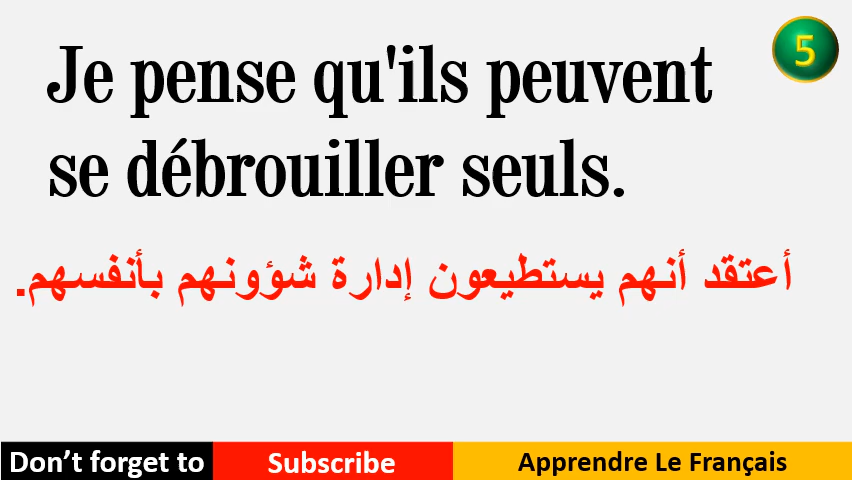 Je pense qu'ils peuvent
5
se débrouiller seuls.
أعتقد أنهم يستطيعون إدارة شؤونهم بأنفسهم.
Don’t forget to Subscribe Apprendre Le Français